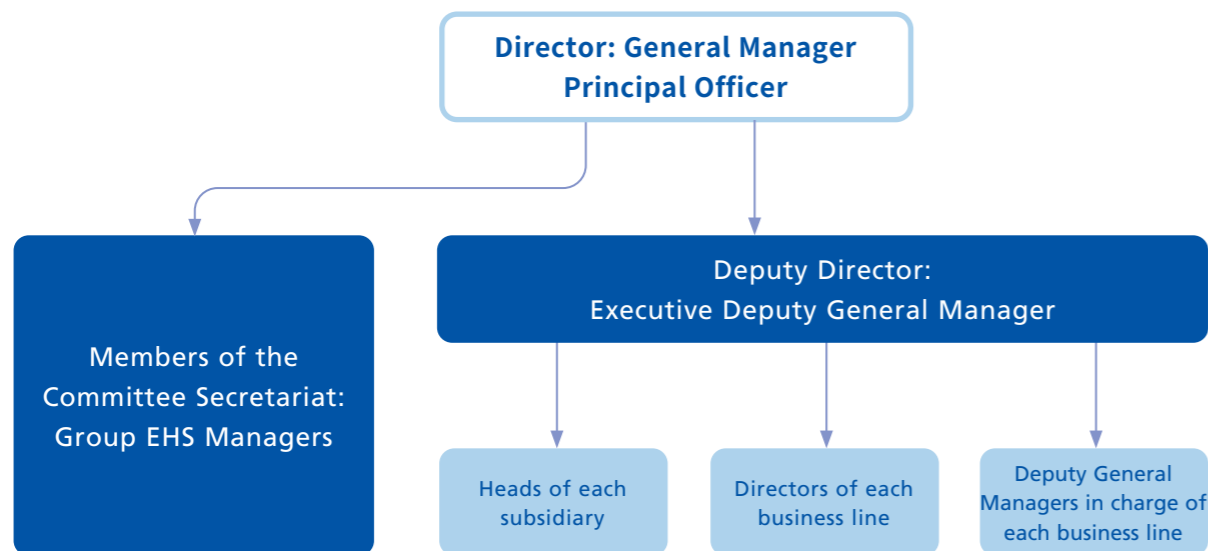 Director: General Manager
Principal Officer
Members of the
Committee Secretariat:
Group EHS Managers
Deputy Director:
Executive Deputy General Manager
Heads of each
subsidiary
Directors of each
business line
Deputy General
Managers in charge of
each business line